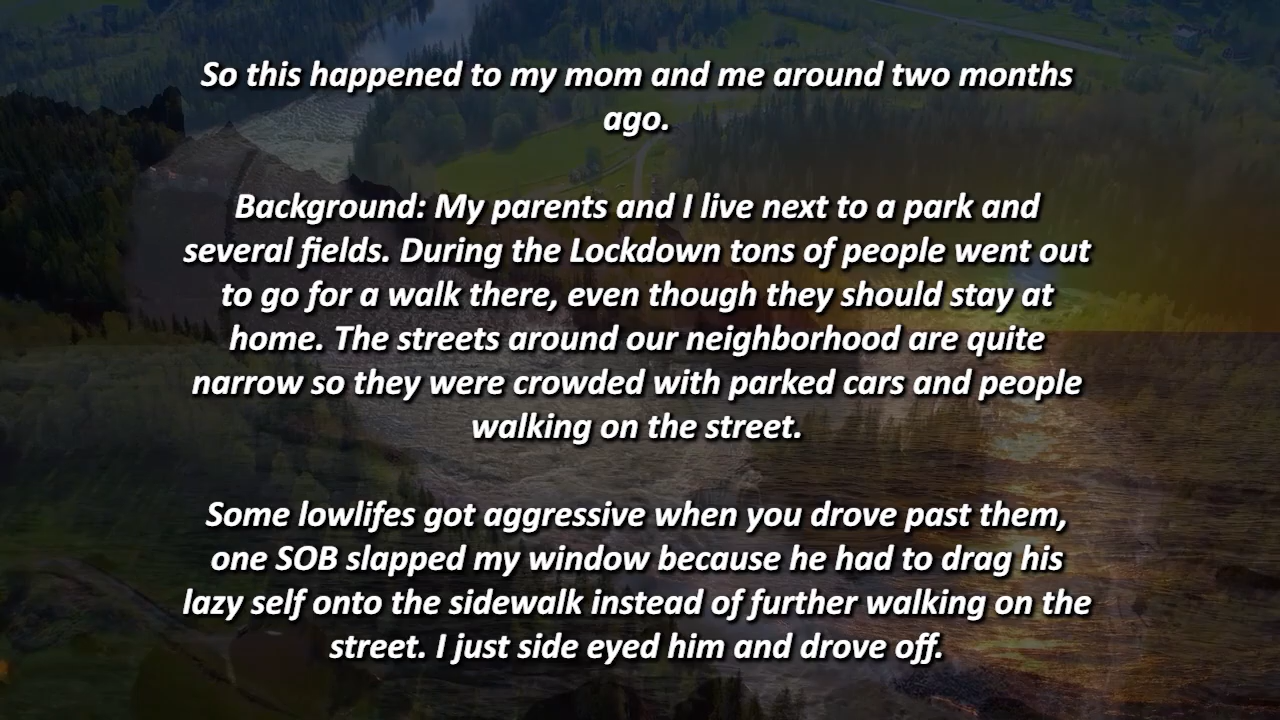 So this happened to my mom and me around two months
ago.
Background: My parents and I live next to a park and
several fields. During the Lockdown tons of people went out
to go for a walk there, even though they should stay at
home. The streets around our neighborhood are quite
narrow so they were crowded with parked cars and people
walking on the street.
Some lowlifes got aggressive when you drove past them,
one SOB slapped my window because he had to drag his
lazy self onto the sidewalk instead of further walking on the
street. I just side eyed him and drove off.